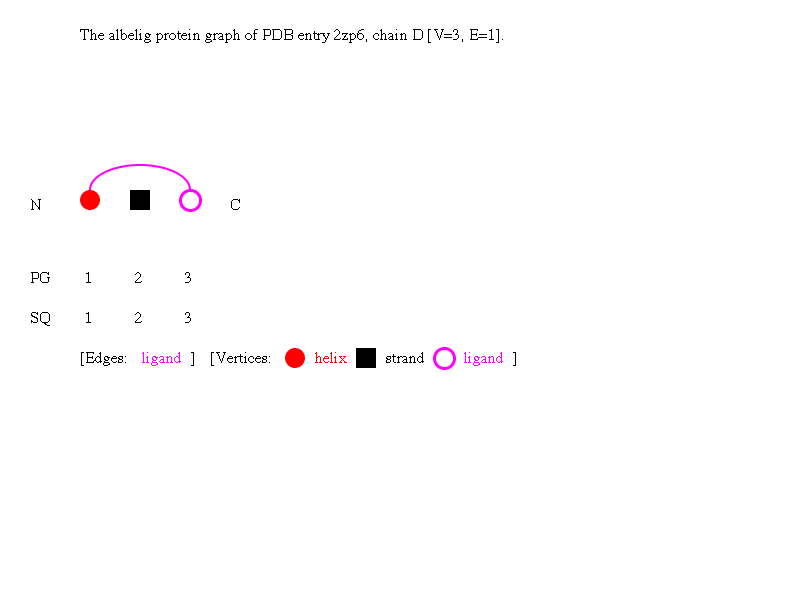 The albelig protein graph of PDB entry 2zp6, chain D [V=3, E=1].
N C
PG 1 2 3
SQ 1 2 3
[Edges: ligand ] [Vertices: helix strand ligand ]